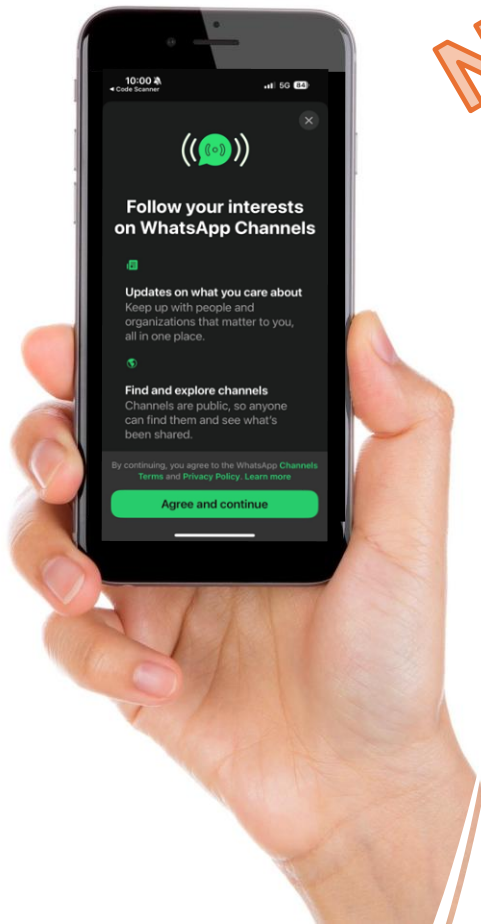 10:00
5G 84
◄ Code Scanner
Follow your interests
on WhatsApp Channels
Updates on what you care about
Keep up with people and
organizations that matter to you,
all in one place.
Find and explore channels
Channels are public, so anyone
can find them and see what's
been shared.
By continuing, you agree to the WhatsApp Channels
Terms and Privacy Policy. Learn more
Agree and continue